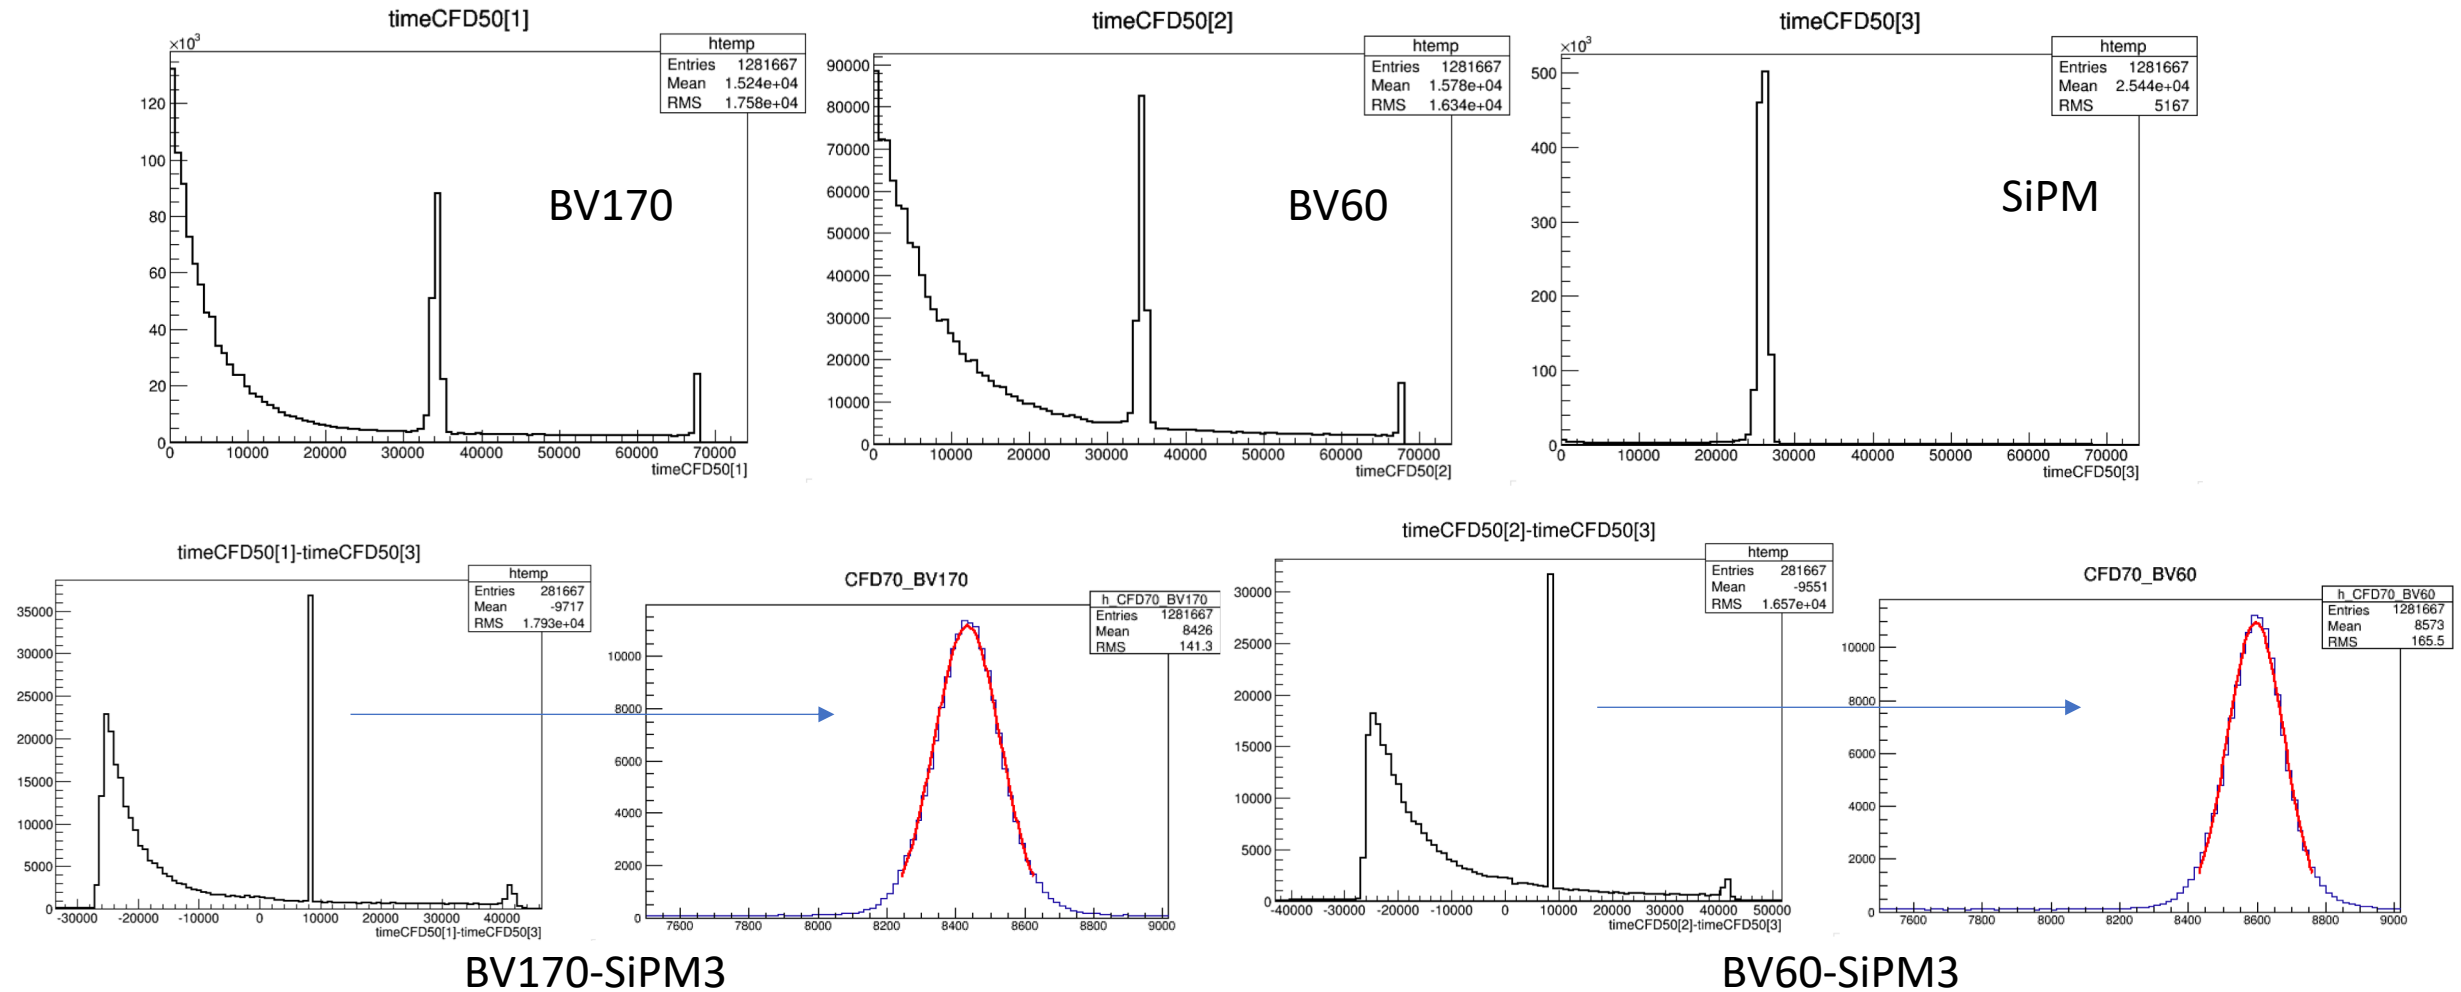 timeCFD50[1]
×10³
htemp
Entries 1281667
Mean 1.524e+04
RMS 1.758e+04
120
100
80
60
40
20
0
0 10000 20000 30000 40000 50000 60000 70000
timeCFD50[1]
BV170
timeCFD50[2]
htemp
Entries 1281667
Mean 1.578e+04
RMS 1.634e+04
90000
80000
70000
60000
50000
40000
30000
20000
10000
0
0 10000 20000 30000 40000 50000 60000 70000
timeCFD50[2]
BV60
timeCFD50[3]
×10³
htemp
Entries 1281667
Mean 2.544e+04
RMS 5167
500
400
300
200
100
0
0 10000 20000 30000 40000 50000 60000 70000
timeCFD50[3]
SiPM
timeCFD50[1]-timeCFD50[3]
htemp
Entries 281667
Mean -9717
RMS 1.793e+04
35000
30000
25000
20000
15000
10000
5000
0
-30000 -20000 -10000 0 10000 20000 30000 40000
timeCFD50[1]-timeCFD50[3]
CFD70_BV170
h_CFD70_BV170
Entries 1281667
Mean 8426
RMS 141.3
10000
8000
6000
4000
2000
0
7600 7800 8000 8200 8400 8600 8800 9000
BV170-SiPM3
timeCFD50[2]-timeCFD50[3]
htemp
Entries 281667
Mean -9551
RMS 1.657e+04
30000
25000
20000
15000
10000
5000
0
-40000 -30000 -20000 -10000 0 10000 20000 30000 40000 50000
timeCFD50[2]-timeCFD50[3]
CFD70_BV60
h_CFD70_BV60
Entries 1281667
Mean 8573
RMS 165.5
10000
8000
6000
4000
2000
0
7600 7800 8000 8200 8400 8600 8800 9000
BV60-SiPM3